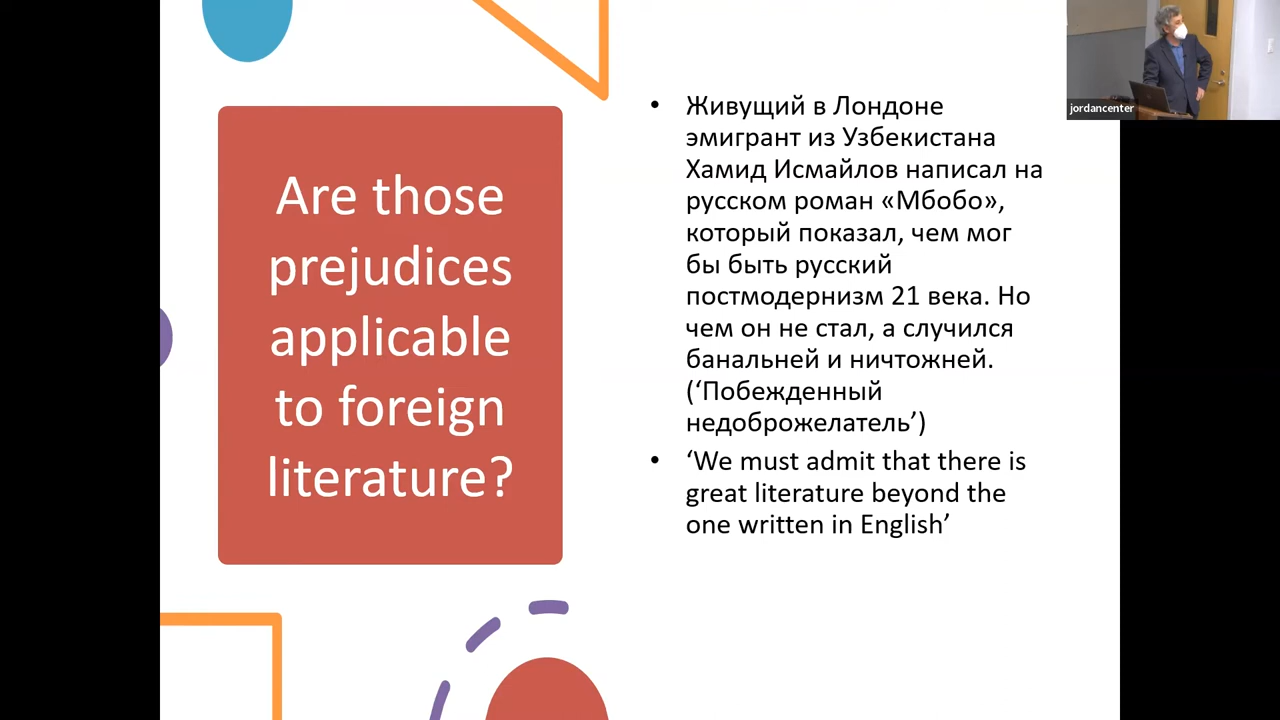 Are those
prejudices
applicable
to foreign
literature?
• Живущий в Лондоне
эмигрант из Узбекистана
Хамид Исмайлов написал на
русском роман «Мбобо»,
который показал, чем мог
бы быть русский
постмодернизм 21 века. Но
чем он не стал, а случился
банальней и ничтожней.
(‘Побежденный
недоброжелатель’)
• ‘We must admit that there is
great literature beyond the
one written in English’
jordancenter